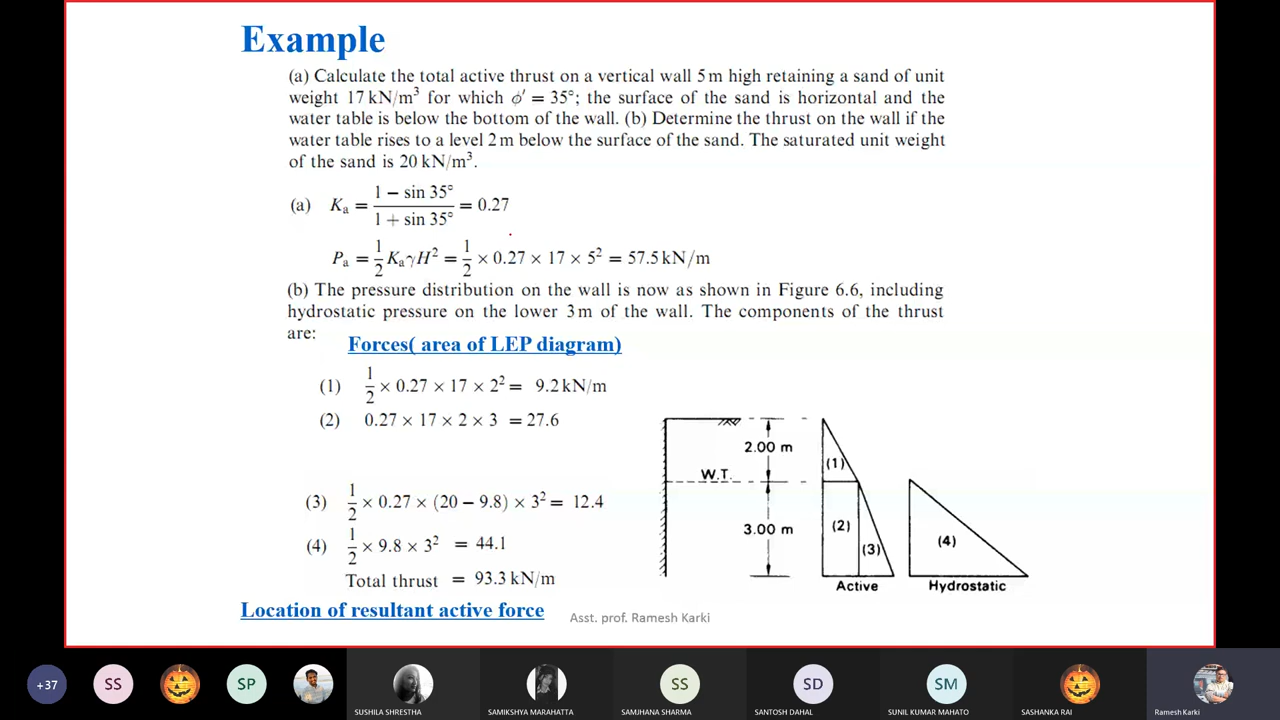 Example
(a) Calculate the total active thrust on a vertical wall 5 m high retaining a sand of unit
weight 17 kN/m³ for which ϕ′ = 35°; the surface of the sand is horizontal and the
water table is below the bottom of the wall. (b) Determine the thrust on the wall if the
water table rises to a level 2 m below the surface of the sand. The saturated unit weight
of the sand is 20 kN/m³.
(a) Kₐ = (1 − sin 35°)/(1 + sin 35°) = 0.27
Pₐ = 1/2 KₐγH² = 1/2 × 0.27 × 17 × 5² = 57.5 kN/m
(b) The pressure distribution on the wall is now as shown in Figure 6.6, including
hydrostatic pressure on the lower 3 m of the wall. The components of the thrust
are:
Forces( area of LEP diagram)
(1) 1/2 × 0.27 × 17 × 2² = 9.2 kN/m
(2) 0.27 × 17 × 2 × 3 = 27.6
(3) 1/2 × 0.27 × (20 − 9.8) × 3² = 12.4
(4) 1/2 × 9.8 × 3² = 44.1
Total thrust = 93.3 kN/m
2.00 m
W.T.
3.00 m
(1)
(2)
(3)
(4)
Active
Hydrostatic
Location of resultant active force
Asst. prof. Ramesh Karki
+37
SS
SP
SS
SD
SM
SUSHILA SHRESTHA
SAMIKSHYA MARAHATTA
SAMJHANA SHARMA
SANTOSH DAHAL
SUNIL KUMAR MAHATO
SASHANKA RAI
Ramesh Karki